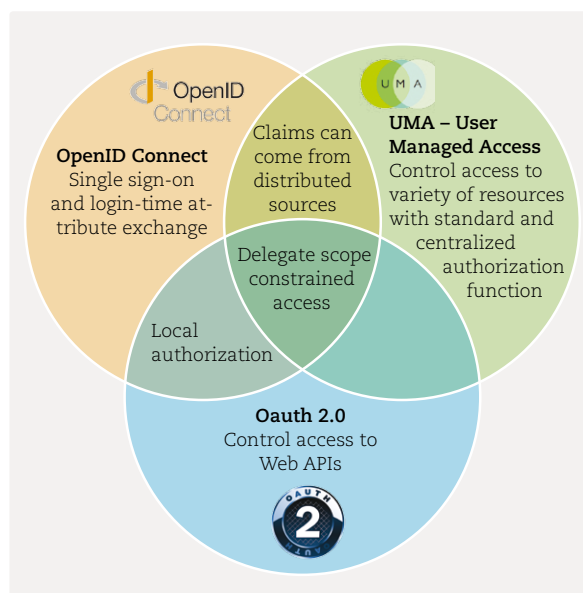 OpenID
Connect
U M A
OpenID Connect
Single sign-on
and login-time at-
tribute exchange
Claims can
come from
distributed
sources
UMA – User
Managed Access
Control access to
variety of resources
with standard and
centralized
authorization
function
Delegate scope
constrained
access
Local
authorization
Oauth 2.0
Control access to
Web APIs
OAUTH
2
AUTH